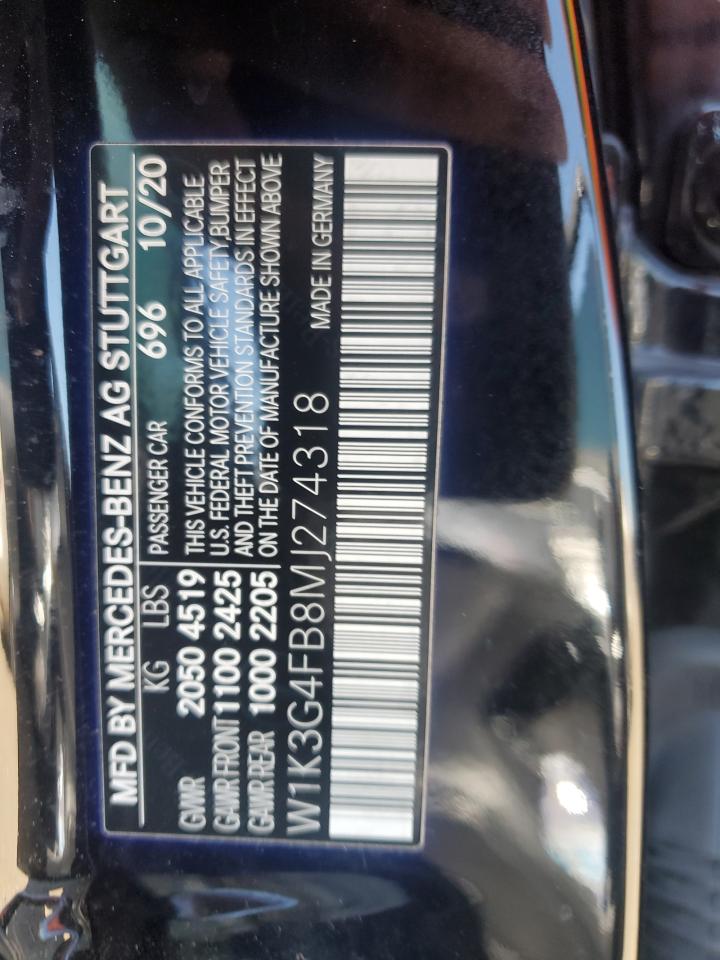 MFD BY MERCEDES-BENZ AG STUTTGART
KG LBS PASSENGER CAR 696 10/20
GVWR 2050 4519 THIS VEHICLE CONFORMS TO ALL APPLICABLE
GAWR FRONT 1100 2425 U.S. FEDERAL MOTOR VEHICLE SAFETY, BUMPER
GAWR REAR 1000 2205 AND THEFT PREVENTION STANDARDS IN EFFECT
ON THE DATE OF MANUFACTURE SHOWN ABOVE
W1K3G4FB8MJ274318 MADE IN GERMANY